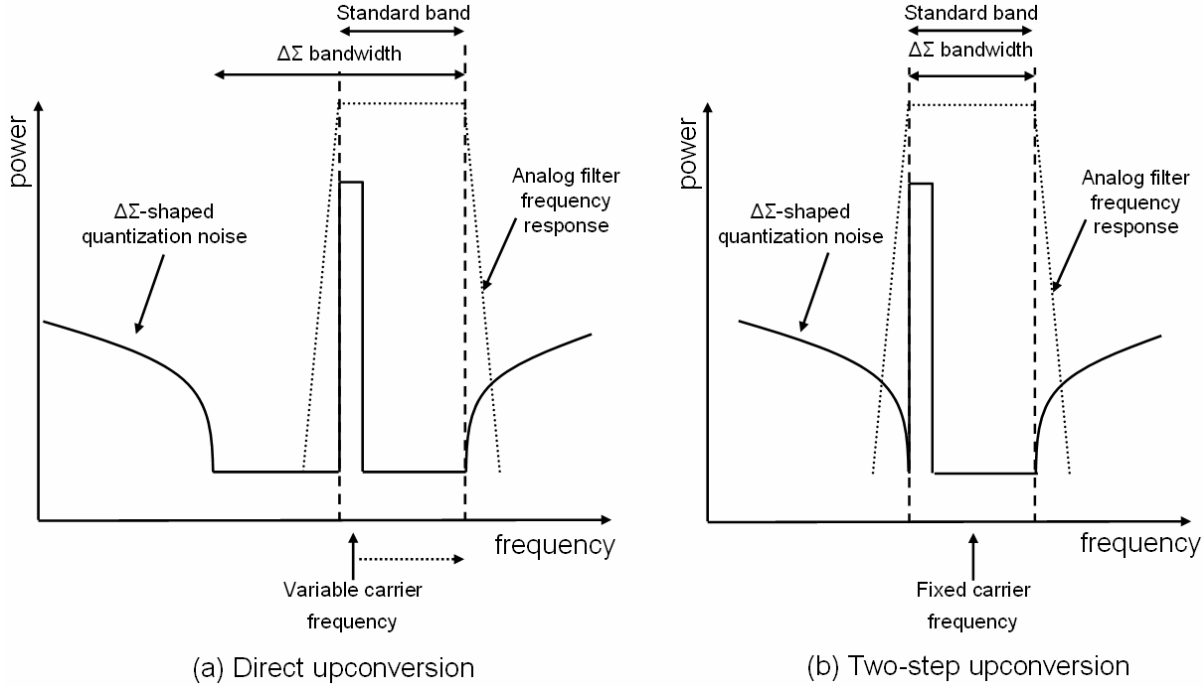 Standard band
ΔΣ bandwidth
power
Analog filter
frequency
response
ΔΣ-shaped
quantization noise
frequency
Variable carrier
frequency
(a) Direct upconversion
Standard band
ΔΣ bandwidth
power
Analog filter
frequency
response
ΔΣ-shaped
quantization noise
frequency
Fixed carrier
frequency
(b) Two-step upconversion